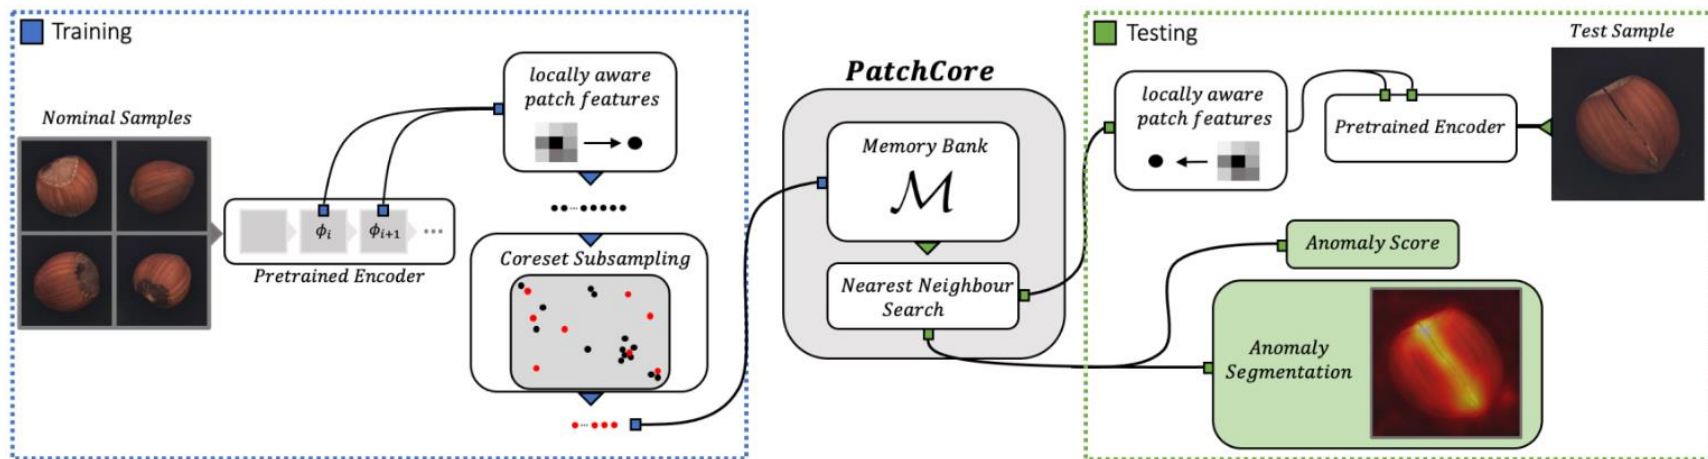 Training
Nominal Samples
ϕi
ϕi+1
...
Pretrained Encoder
locally aware
patch features
Coreset Subsampling
PatchCore
Memory Bank
ℳ
Nearest Neighbour
Search
Testing
locally aware
patch features
Pretrained Encoder
Test Sample
Anomaly Score
Anomaly
Segmentation